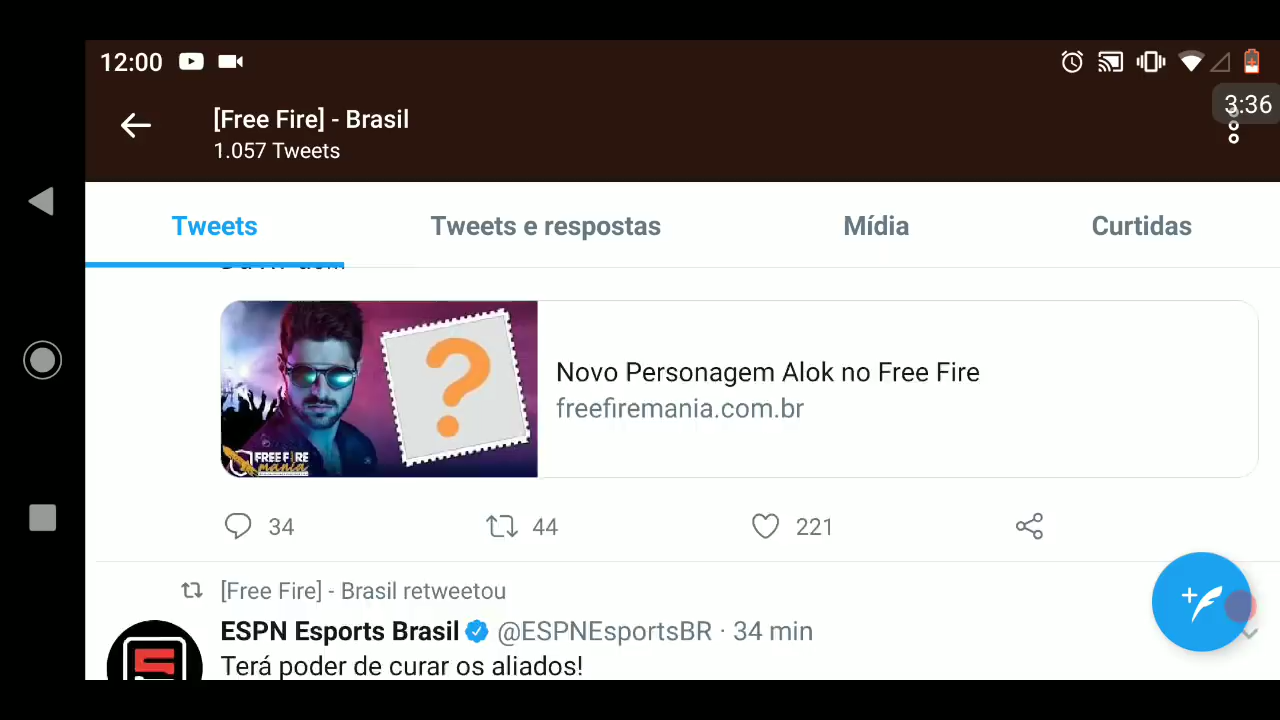 12:00
3:36
[Free Fire] - Brasil
1.057 Tweets
Tweets
Tweets e respostas
Mídia
Curtidas
?
FREE FIRE
mania
Novo Personagem Alok no Free Fire
freefiremania.com.br
34
44
221
[Free Fire] - Brasil retweetou
ESPN Esports Brasil @ESPNEsportsBR · 34 min
Terá poder de curar os aliados!